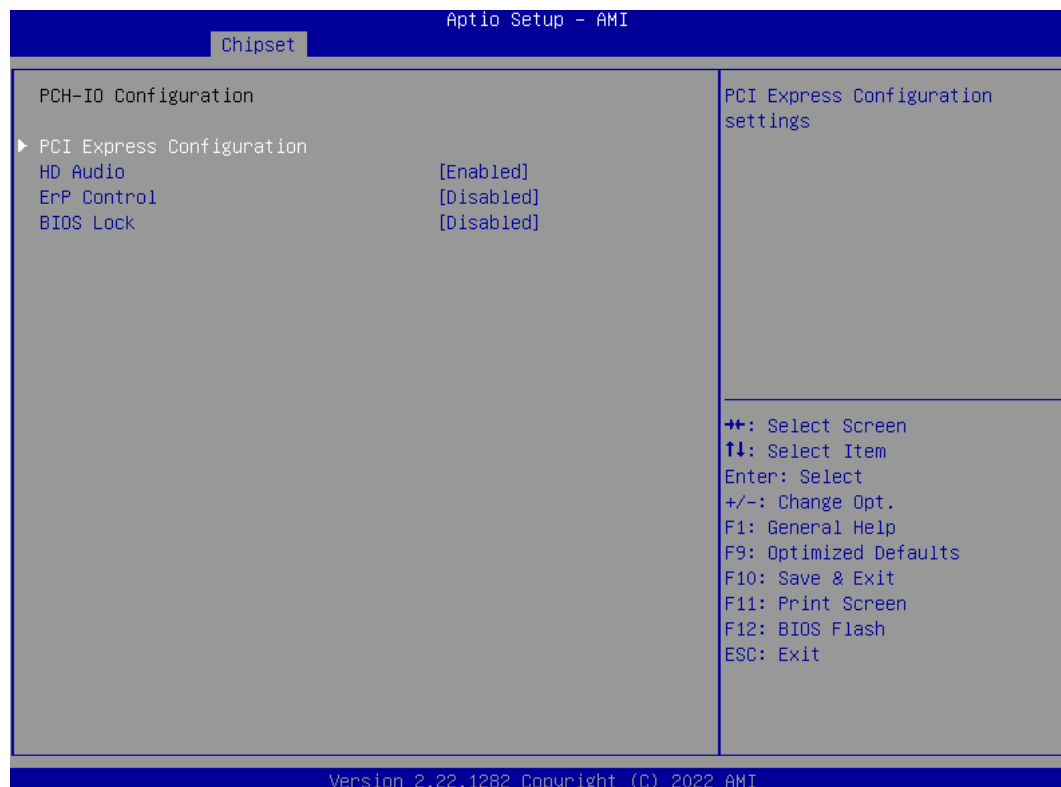 Aptio Setup – AMI
Chipset
PCH-IO Configuration
PCI Express Configuration
HD Audio [Enabled]
ErP Control [Disabled]
BIOS Lock [Disabled]
PCI Express Configuration
settings
→←: Select Screen
↑↓: Select Item
Enter: Select
+/-: Change Opt.
F1: General Help
F9: Optimized Defaults
F10: Save & Exit
F11: Print Screen
F12: BIOS Flash
ESC: Exit
Version 2.22.1282 Copyright (C) 2022 AMI